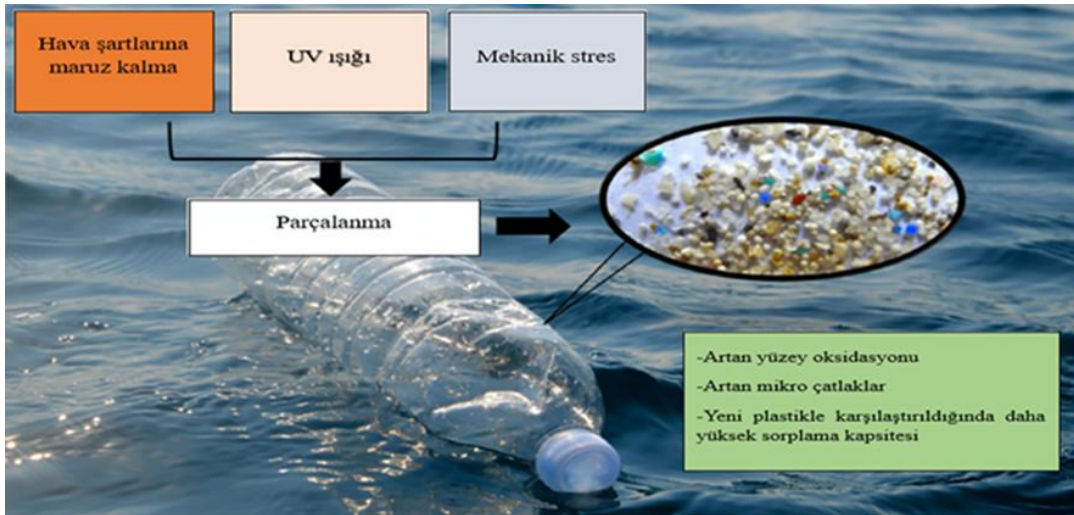 Hava şartlarına
maruz kalma
UV ışığı
Mekanik stres
Parçalanma
-Artan yüzey oksidasyonu
-Artan mikro çatlaklar
-Yeni plastikle karşılaştırıldığında daha
yüksek sorplama kapsitesi